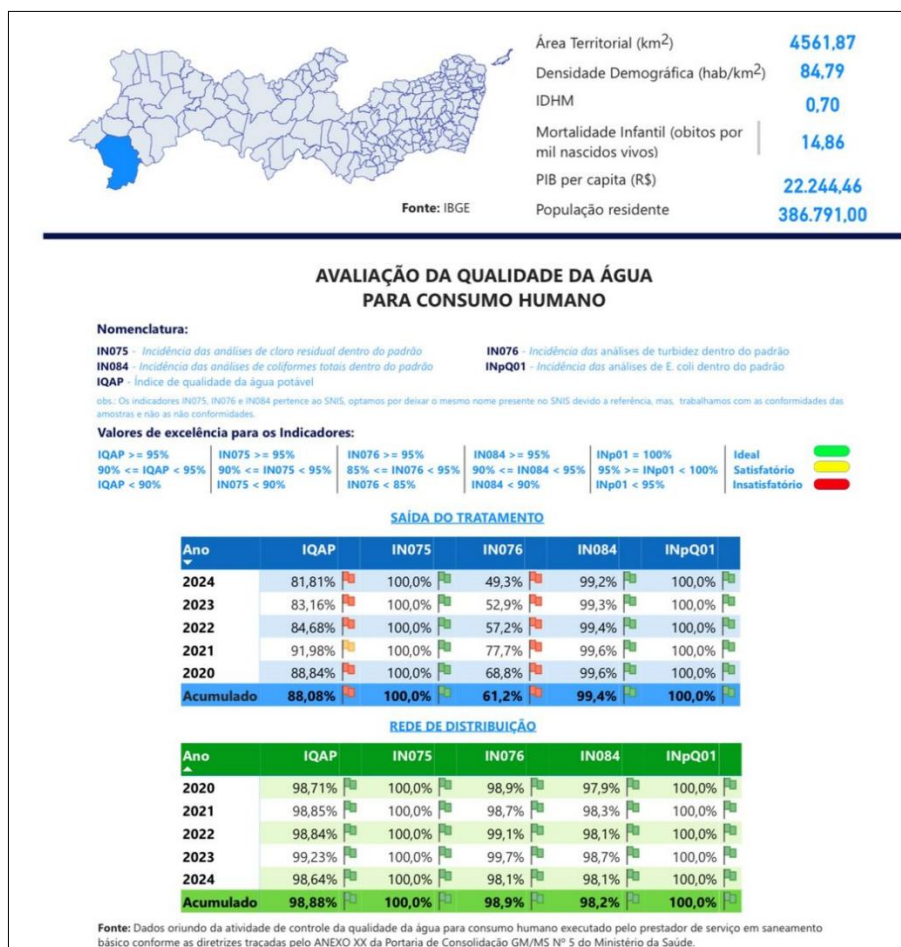 Área Territorial (km2) 4561,87
Densidade Demográfica (hab/km2) 84,79
IDHM 0,70
Mortalidade Infantil (obitos por
mil nascidos vivos) 14,86
PIB per capita (R$) 22.244,46
População residente 386.791,00
Fonte: IBGE
AVALIAÇÃO DA QUALIDADE DA ÁGUA
PARA CONSUMO HUMANO
Nomenclatura:
IN075 - Incidência das análises de cloro residual dentro do padrão
IN076 - Incidência das análises de turbidez dentro do padrão
IN084 - Incidência das análises de coliformes totais dentro do padrão
INpQ01 - Incidência das análises de E. coli dentro do padrão
IQAP - Índice de qualidade da água potável
obs.: Os indicadores IN075, IN076 e IN084 pertence ao SNIS, optamos por deixar o mesmo nome presente no SNIS devido a referência, mas, trabalhamos com as conformidades das
amostras e não as não conformidades.
Valores de excelência para os Indicadores:
IQAP >= 95% IN075 >= 95% IN076 >= 95% IN084 >= 95% INp01 = 100% Ideal
90% <= IQAP < 95% 90% <= IN075 < 95% 85% <= IN076 < 95% 90% <= IN084 < 95% 95% >= INp01 < 100% Satisfatório
IQAP < 90% IN075 < 90% IN076 < 85% IN084 < 90% INp01 < 95% Insatisfatório
SAÍDA DO TRATAMENTO
Ano IQAP IN075 IN076 IN084 INpQ01
2024 81,81% 100,0% 49,3% 99,2% 100,0%
2023 83,16% 100,0% 52,9% 99,3% 100,0%
2022 84,68% 100,0% 57,2% 99,4% 100,0%
2021 91,98% 100,0% 77,7% 99,6% 100,0%
2020 88,84% 100,0% 68,8% 99,6% 100,0%
Acumulado 88,08% 100,0% 61,2% 99,4% 100,0%
REDE DE DISTRIBUIÇÃO
Ano IQAP IN075 IN076 IN084 INpQ01
2020 98,71% 100,0% 98,9% 97,9% 100,0%
2021 98,85% 100,0% 98,7% 98,3% 100,0%
2022 98,84% 100,0% 99,1% 98,1% 100,0%
2023 99,23% 100,0% 99,7% 98,7% 100,0%
2024 98,64% 100,0% 98,1% 98,1% 100,0%
Acumulado 98,88% 100,0% 98,9% 98,2% 100,0%
Fonte: Dados oriundo da atividade de controle da qualidade da água para consumo humano executado pelo prestador de serviço em saneamento
básico conforme as diretrizes traçadas pelo ANEXO XX da Portaria de Consolidação GM/MS Nº 5 do Ministério da Saúde.